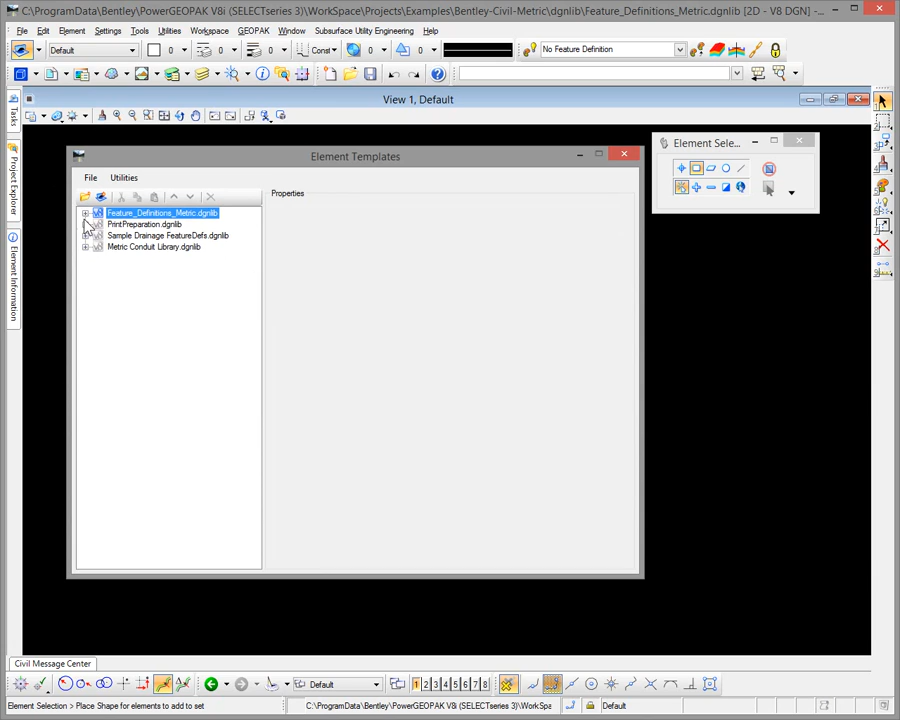 C:\ProgramData\Bentley\PowerGEOPAK V8i (SELECTseries 3)\WorkSpace\Projects\Examples\Bentley-Civil-Metric\dgnlib\Feature_Definitions_Metric.dgnlib [2D - V8 DGN] -...
File Edit Element Settings Tools Utilities Workspace GEOPAK Window Subsurface Utility Engineering Help
Default 0 0 0 Const 0 0 No Feature Definition
View 1, Default
Tasks
Project Explorer
Element Information
Element Templates
File Utilities
Properties
Feature_Definitions_Metric.dgnlib
PrintPreparation.dgnlib
Sample Drainage FeatureDefs.dgnlib
Metric Conduit Library.dgnlib
Element Selec...
Civil Message Center
Default 1 2 3 4 5 6 7 8
Element Selection > Place Shape for elements to add to set C:\ProgramData\Bentley\PowerGEOPAK V8i (SELECTseries 3)\WorkSpa Default